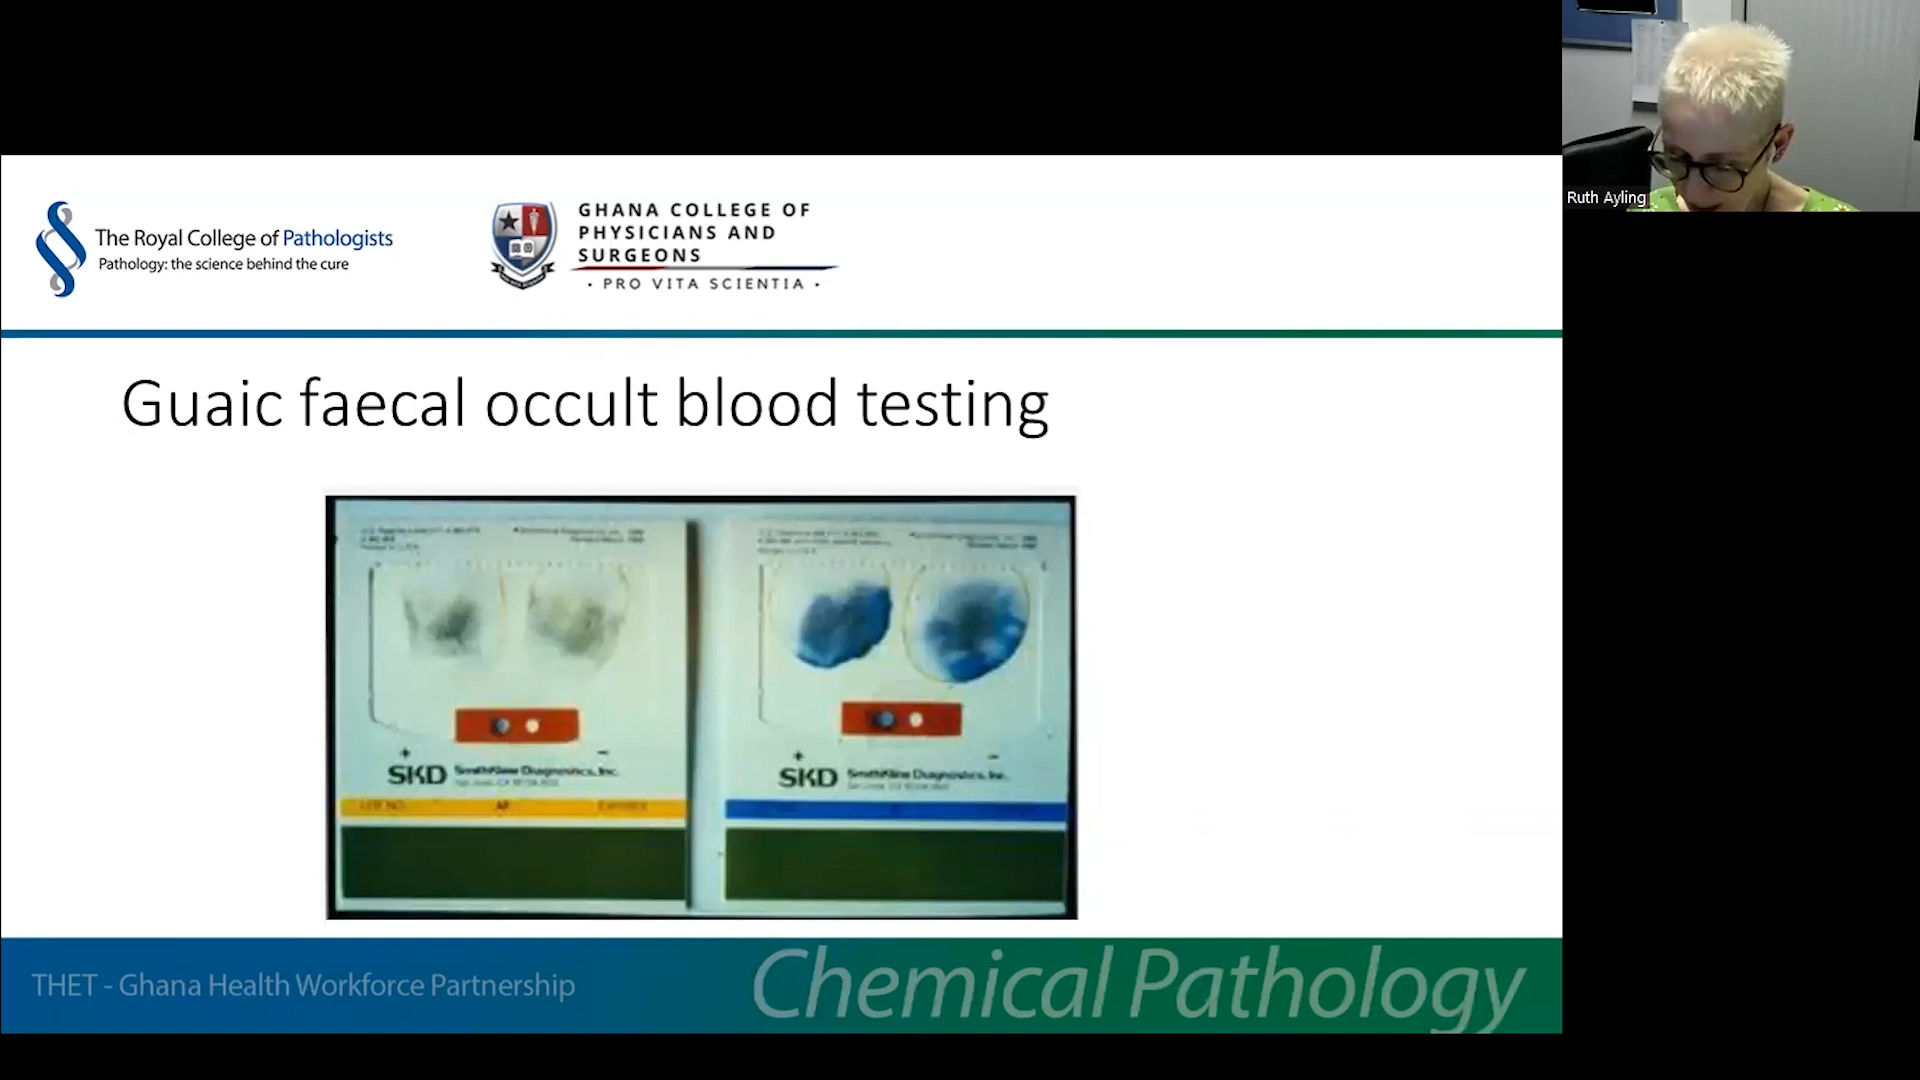 Ruth Ayling
The Royal College of Pathologists
Pathology: the science behind the cure
GHANA COLLEGE OF
PHYSICIANS AND
SURGEONS
· PRO VITA SCIENTIA ·
Guaic faecal occult blood testing
+ −
SKD SmithKline Diagnostics, Inc.
+ −
SKD SmithKline Diagnostics, Inc.
THET - Ghana Health Workforce Partnership
Chemical Pathology